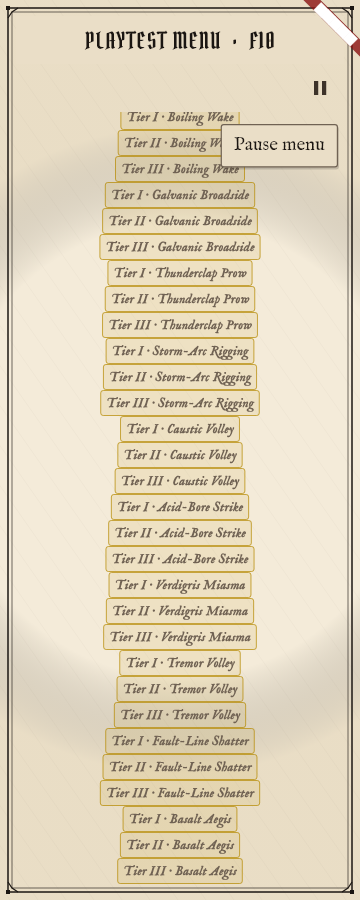 PLAYTEST MENU · F10
Tier I · Boiling Wake
Tier II · Boiling W
Pause menu
Tier III · Boiling Wake
Tier I · Galvanic Broadside
Tier II · Galvanic Broadside
Tier III · Galvanic Broadside
Tier I · Thunderclap Prow
Tier II · Thunderclap Prow
Tier III · Thunderclap Prow
Tier I · Storm-Arc Rigging
Tier II · Storm-Arc Rigging
Tier III · Storm-Arc Rigging
Tier I · Caustic Volley
Tier II · Caustic Volley
Tier III · Caustic Volley
Tier I · Acid-Bore Strike
Tier II · Acid-Bore Strike
Tier III · Acid-Bore Strike
Tier I · Verdigris Miasma
Tier II · Verdigris Miasma
Tier III · Verdigris Miasma
Tier I · Tremor Volley
Tier II · Tremor Volley
Tier III · Tremor Volley
Tier I · Fault-Line Shatter
Tier II · Fault-Line Shatter
Tier III · Fault-Line Shatter
Tier I · Basalt Aegis
Tier II · Basalt Aegis
Tier III · Basalt Aegis